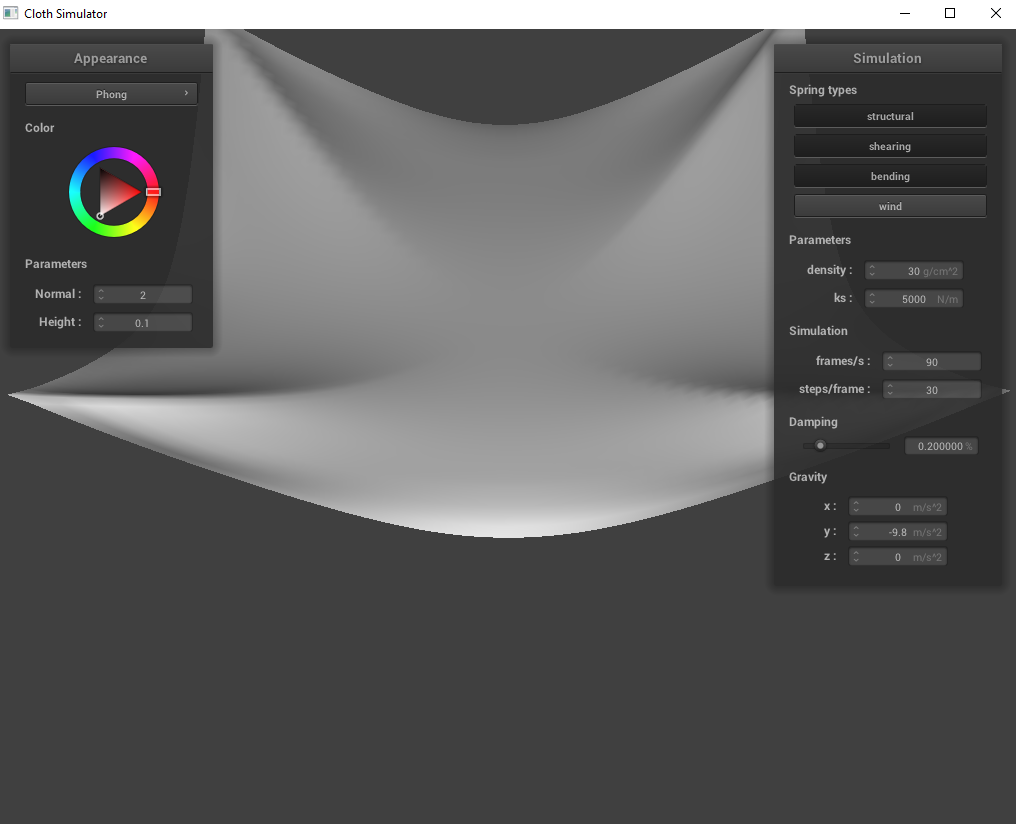 Cloth Simulator
Appearance
Phong
Color
Parameters
Normal : 2
Height : 0.1
Simulation
Spring types
structural
shearing
bending
wind
Parameters
density : 30 g/cm^2
ks : 5000 N/m
Simulation
frames/s : 90
steps/frame : 30
Damping
0.200000 %
Gravity
x : 0 m/s^2
y : -9.8 m/s^2
z : 0 m/s^2